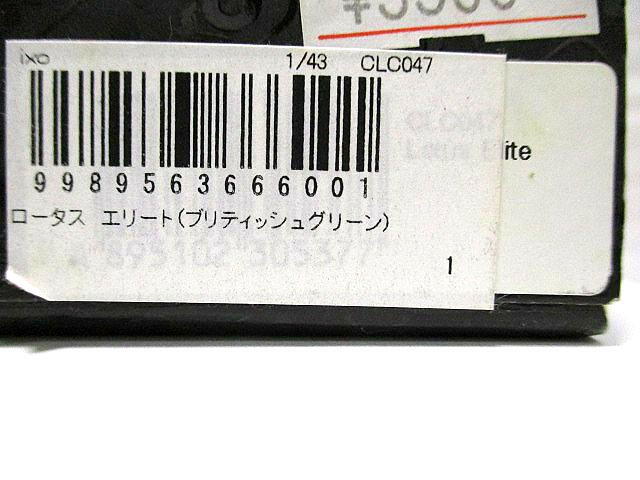 ixo 1/43 CLC047
9989563666001
ロータス エリート(ブリティッシュグリーン)
1
CLC047
Lotus Elite